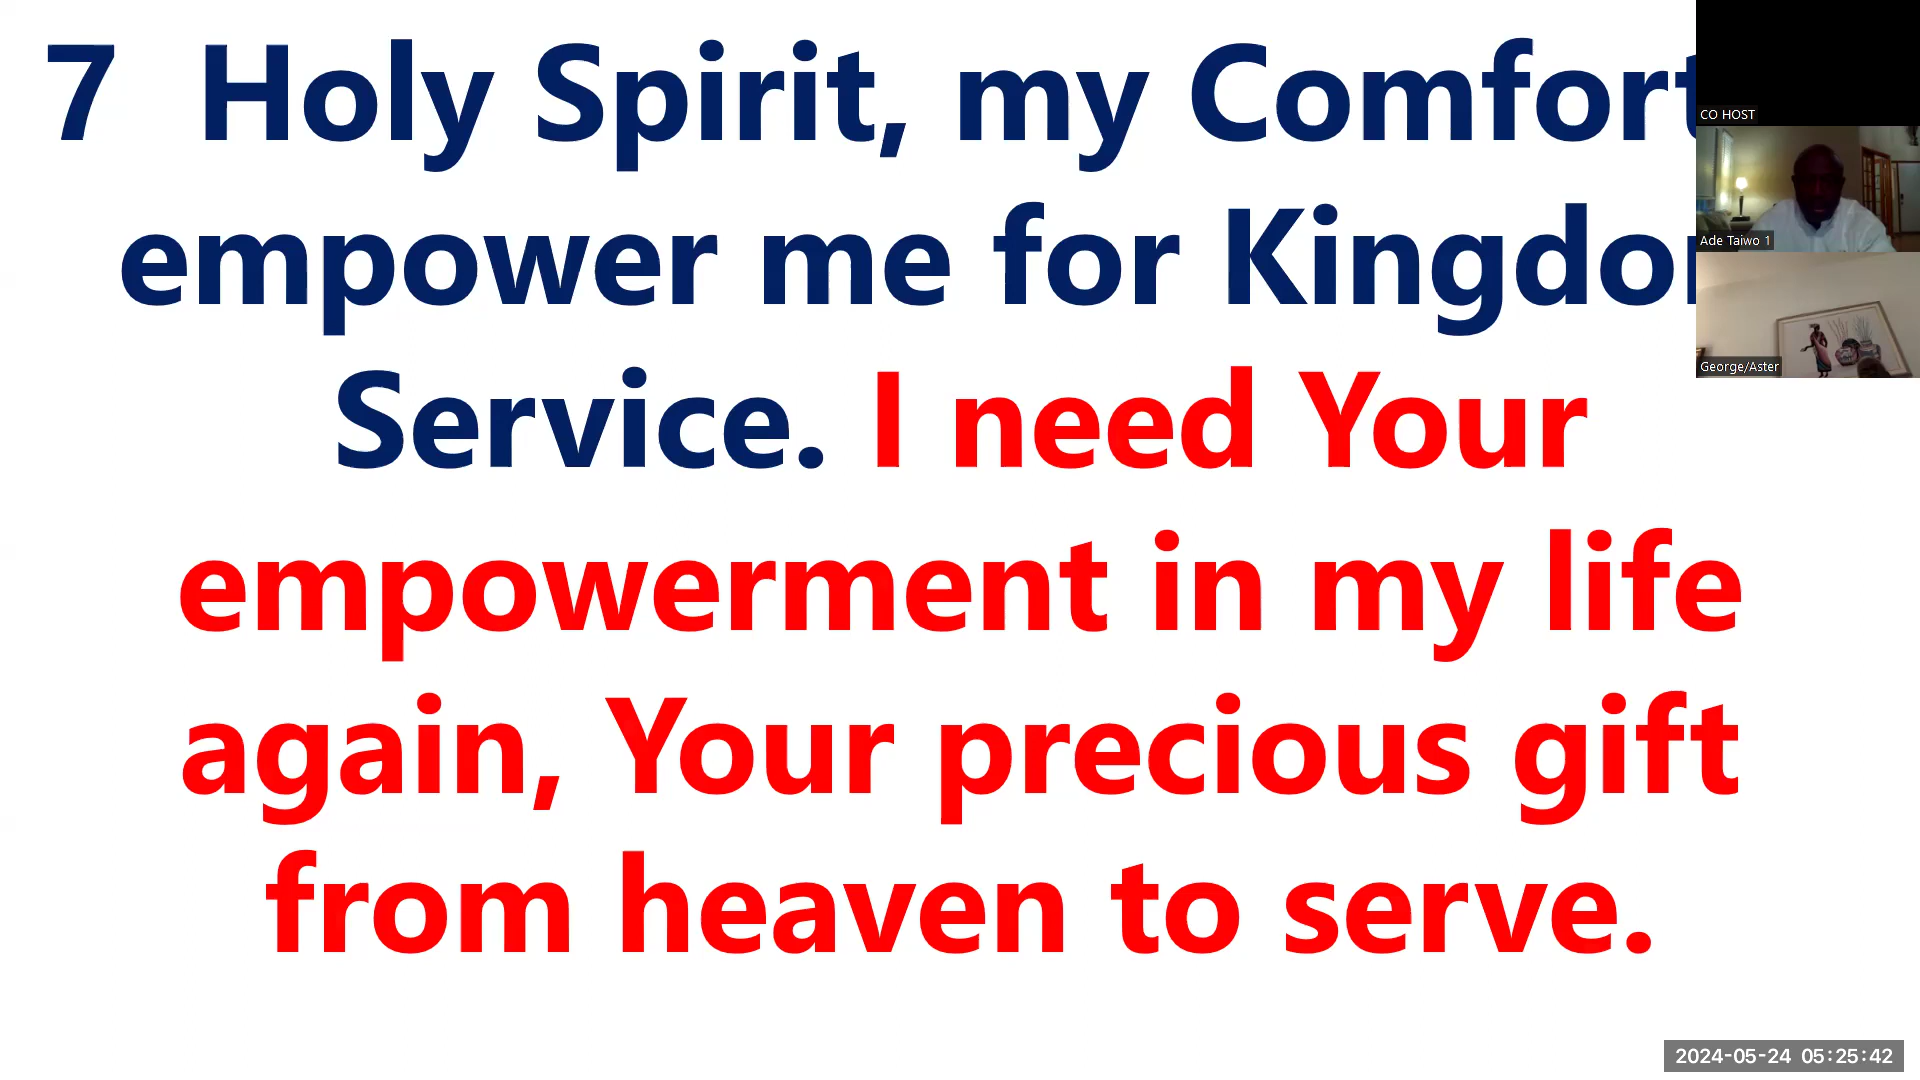 7 Holy Spirit, my Comfort
empower me for Kingdo
Service. I need Your
empowerment in my life
again, Your precious gift
from heaven to serve.
CO HOST
Ade Taiwo 1
George/Aster
2024-05-24 05:25:42